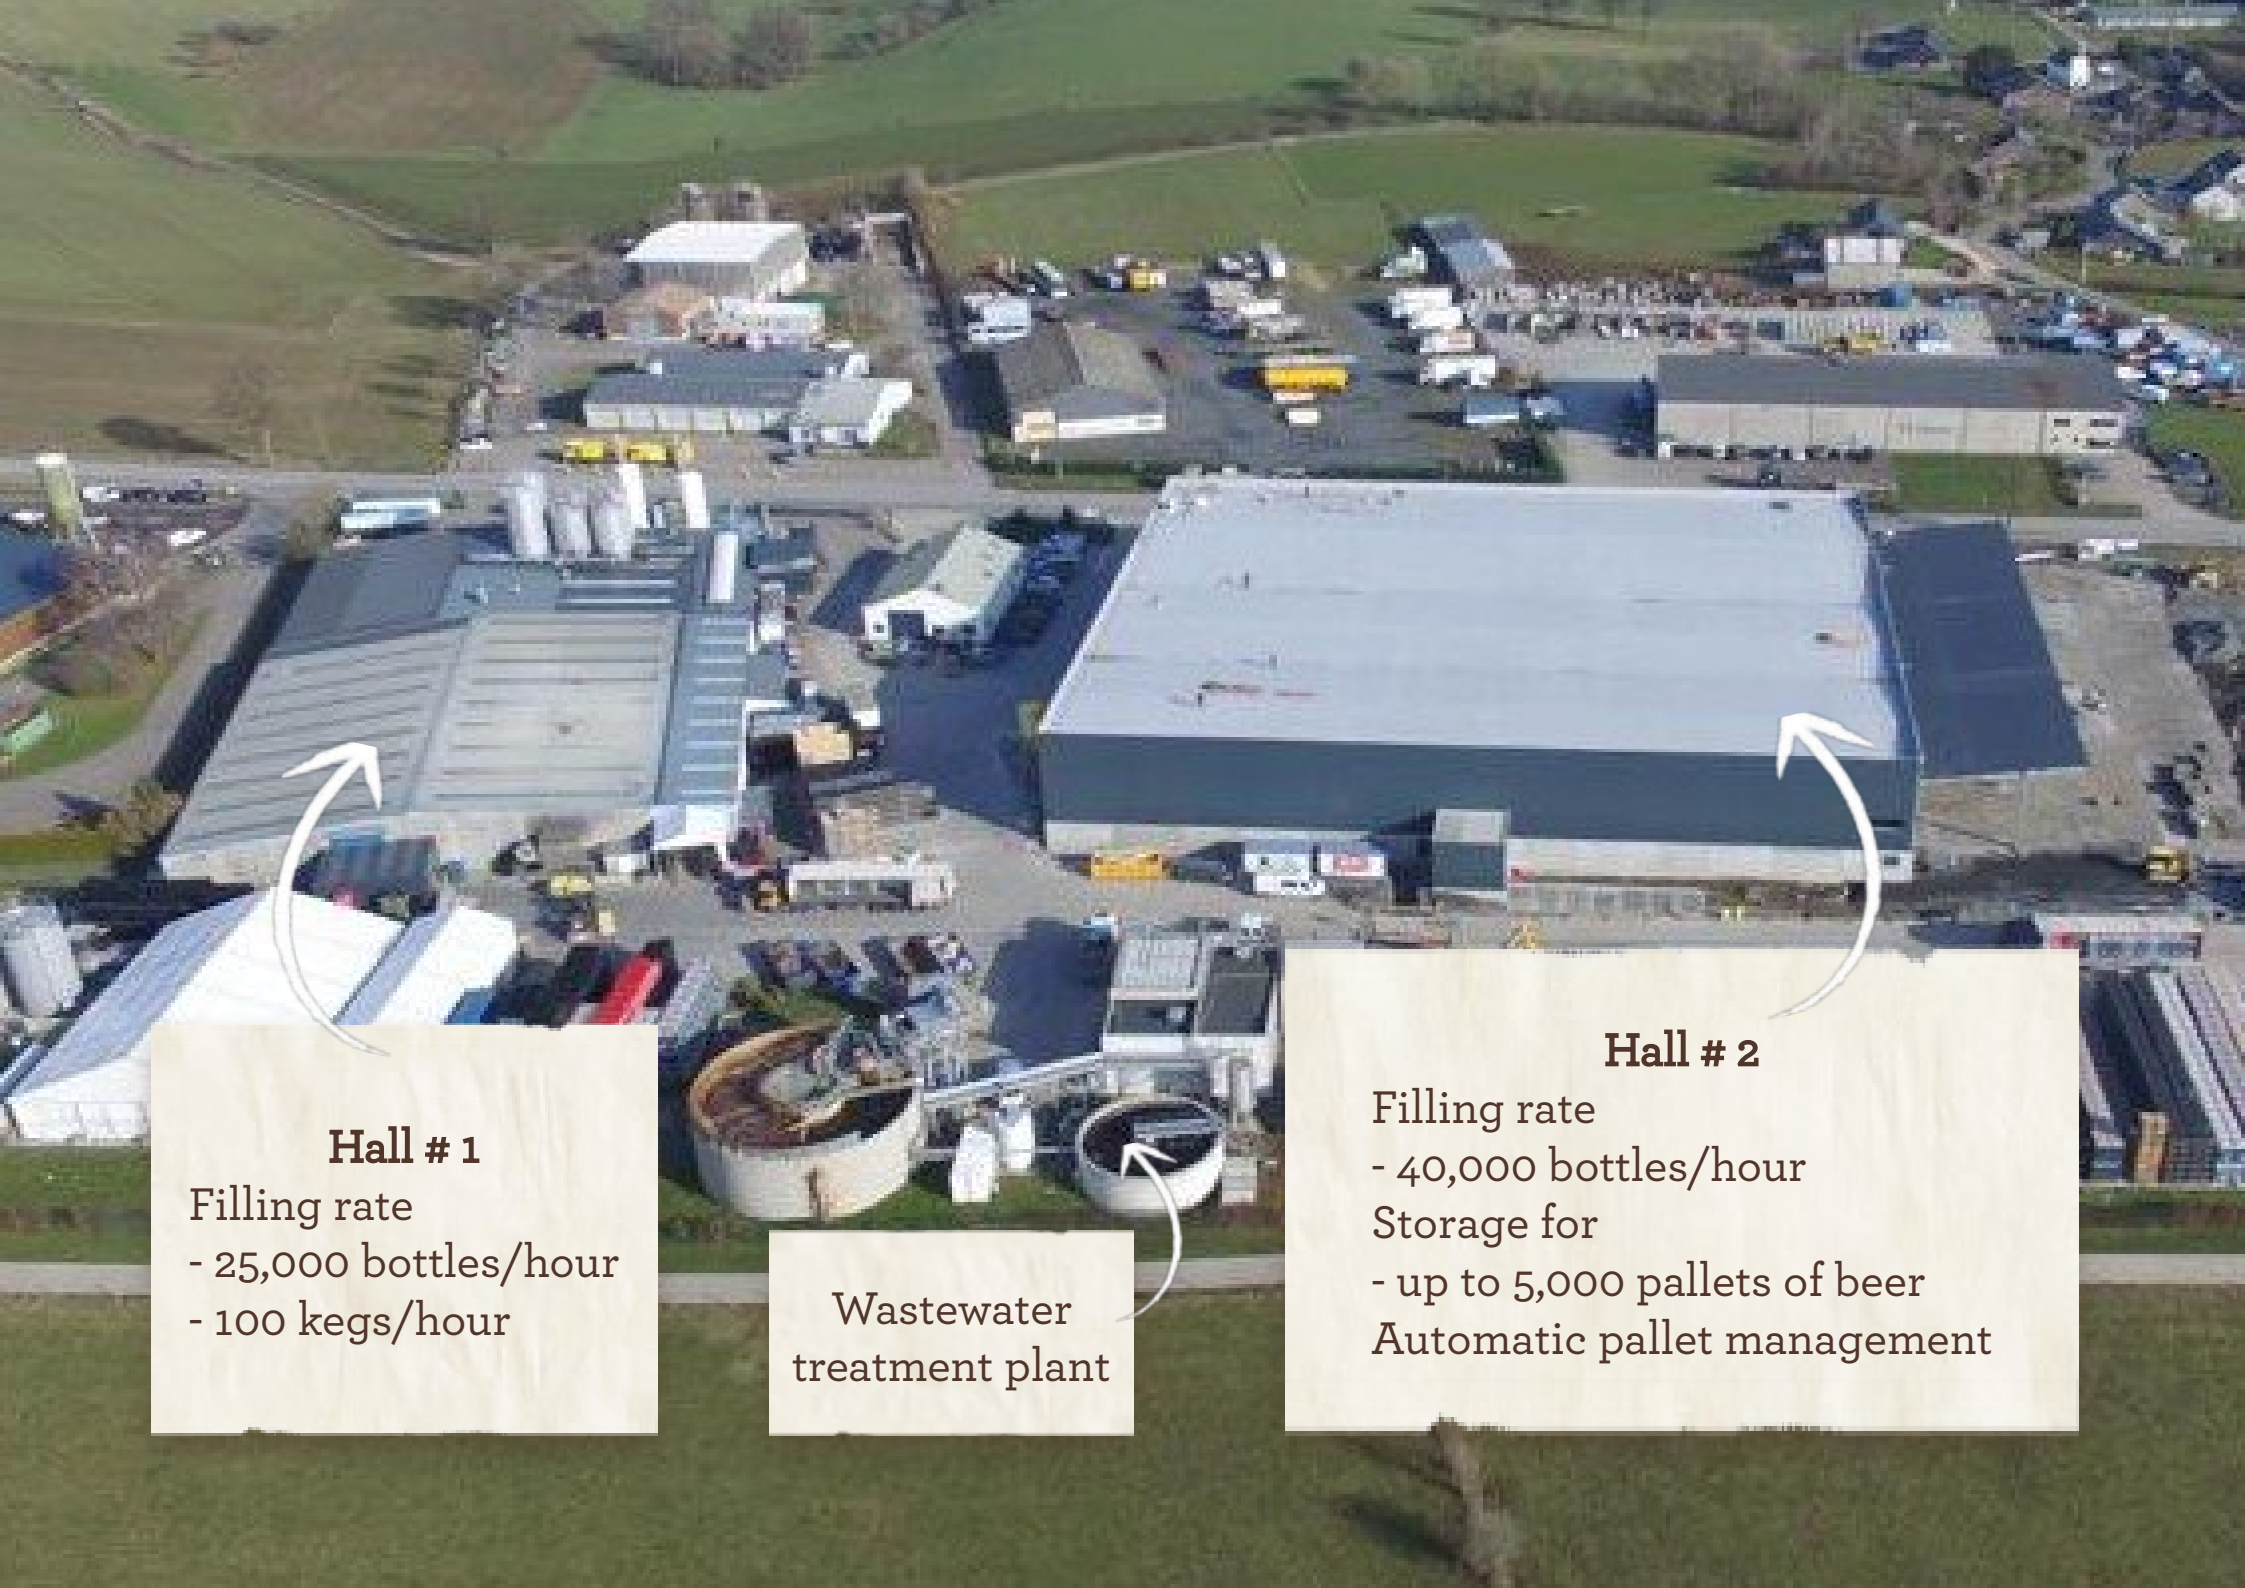 Hall # 1
Filling rate
- 25,000 bottles/hour
- 100 kegs/hour
Wastewater
treatment plant
Hall # 2
Filling rate
- 40,000 bottles/hour
Storage for
- up to 5,000 pallets of beer
Automatic pallet management